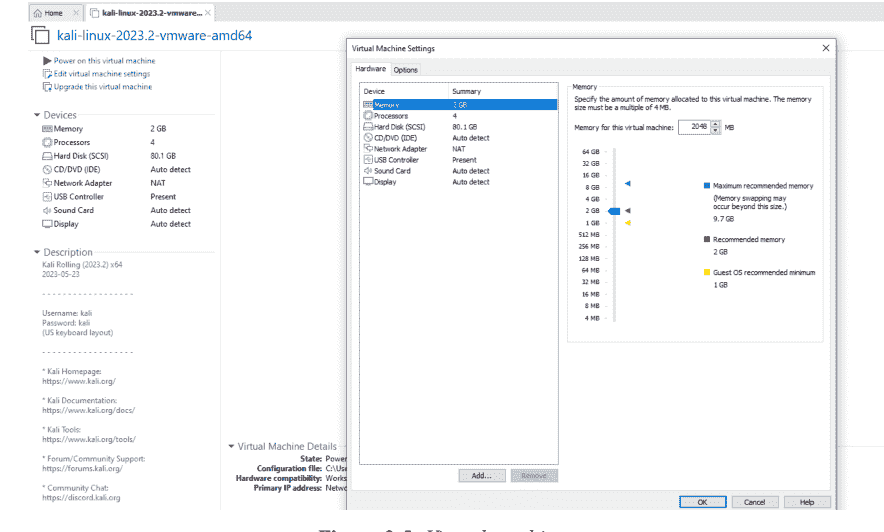 Home
kali-linux-2023.2-vmware...
kali-linux-2023.2-vmware-amd64
Power on this virtual machine
Edit virtual machine settings
Upgrade this virtual machine
Devices
Memory 2 GB
Processors 4
Hard Disk (SCSI) 80.1 GB
CD/DVD (IDE) Auto detect
Network Adapter NAT
USB Controller Present
Sound Card Auto detect
Display Auto detect
Description
Kali Rolling (2023.2) x64
2023-05-23
- - - - - - - - - - - - - - - - - -
Username: kali
Password: kali
(US keyboard layout)
- - - - - - - - - - - - - - - - - -
* Kali Homepage:
https://www.kali.org/
* Kali Documentation:
https://www.kali.org/docs/
* Kali Tools:
https://www.kali.org/tools/
* Forum/Community Support:
https://forums.kali.org/
* Community Chat:
https://discord.kali.org
Virtual Machine Details
State: Power
Configuration file: C:\Use
Hardware compatibility: Works
Primary IP address: Netwo
Virtual Machine Settings
Hardware Options
Device Summary
Memory 2 GB
Processors 4
Hard Disk (SCSI) 80.1 GB
CD/DVD (IDE) Auto detect
Network Adapter NAT
USB Controller Present
Sound Card Auto detect
Display Auto detect
Add... Remove
Memory
Specify the amount of memory allocated to this virtual machine. The memory
size must be a multiple of 4 MB.
Memory for this virtual machine: 2048 MB
64 GB
32 GB
16 GB
8 GB
4 GB
2 GB
1 GB
512 MB
256 MB
128 MB
64 MB
32 MB
16 MB
8 MB
4 MB
Maximum recommended memory
(Memory swapping may
occur beyond this size.)
9.7 GB
Recommended memory
2 GB
Guest OS recommended minimum
1 GB
OK Cancel Help